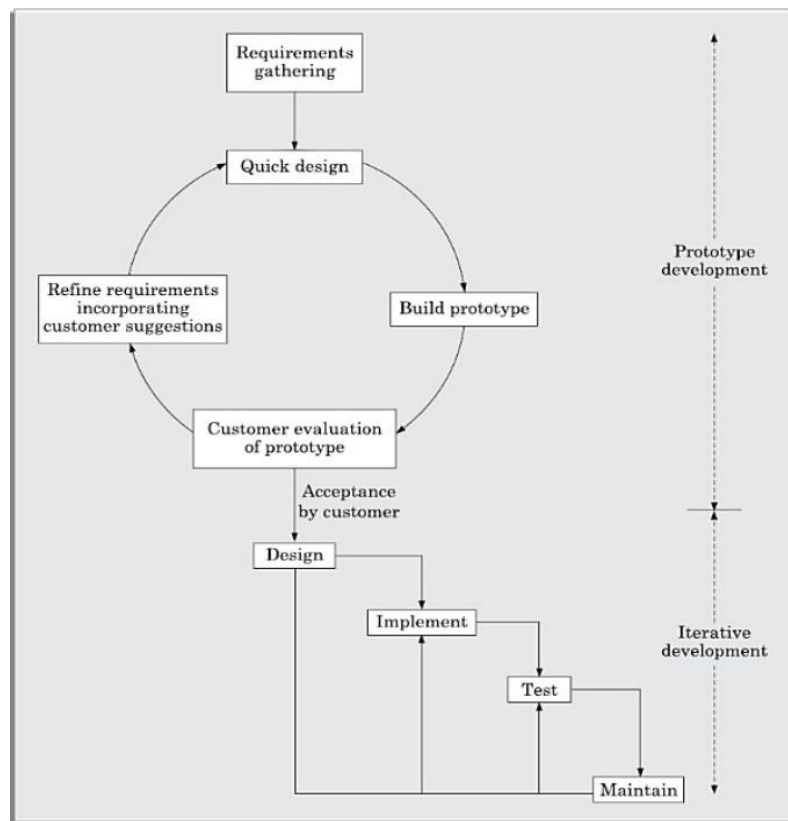 Requirements
gathering
Quick design
Refine requirements
incorporating
customer suggestions
Build prototype
Prototype
development
Customer evaluation
of prototype
Acceptance
by customer
Design
Implement
Iterative
development
Test
Maintain